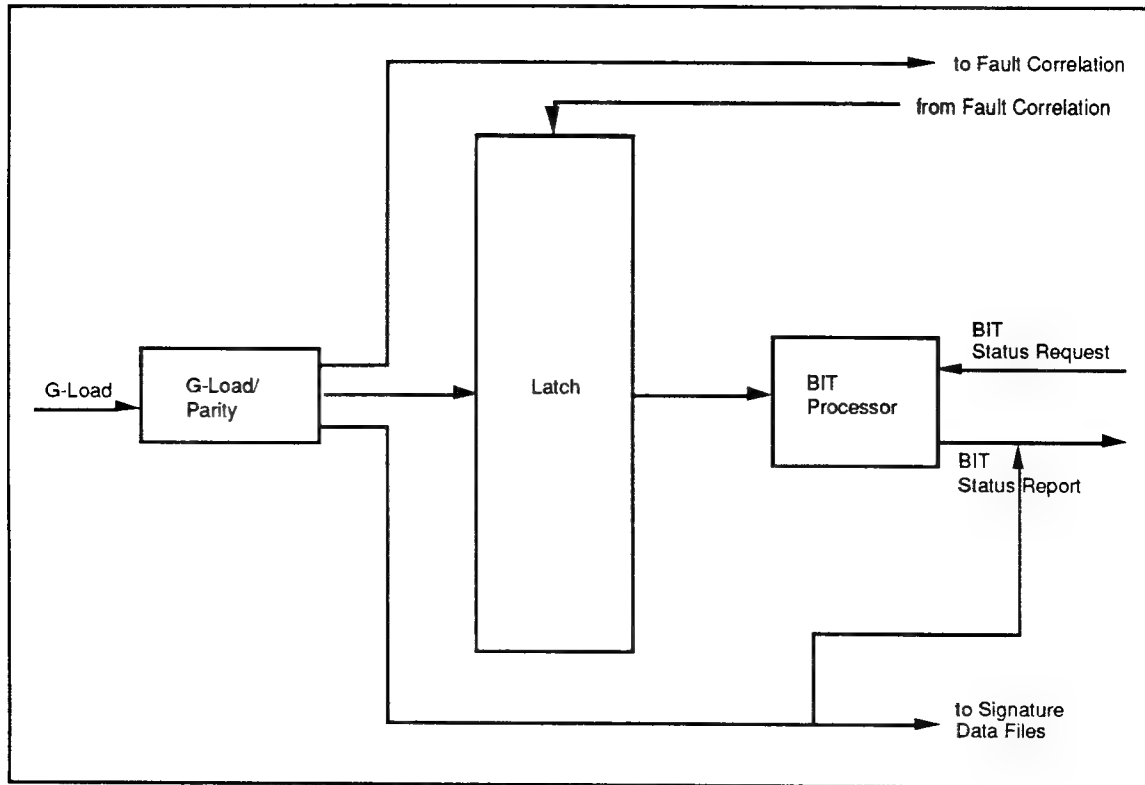 to Fault Correlation
from Fault Correlation
G-Load
G-Load/
Parity
Latch
BIT
Processor
BIT
Status Request
BIT
Status Report
to Signature
Data Files